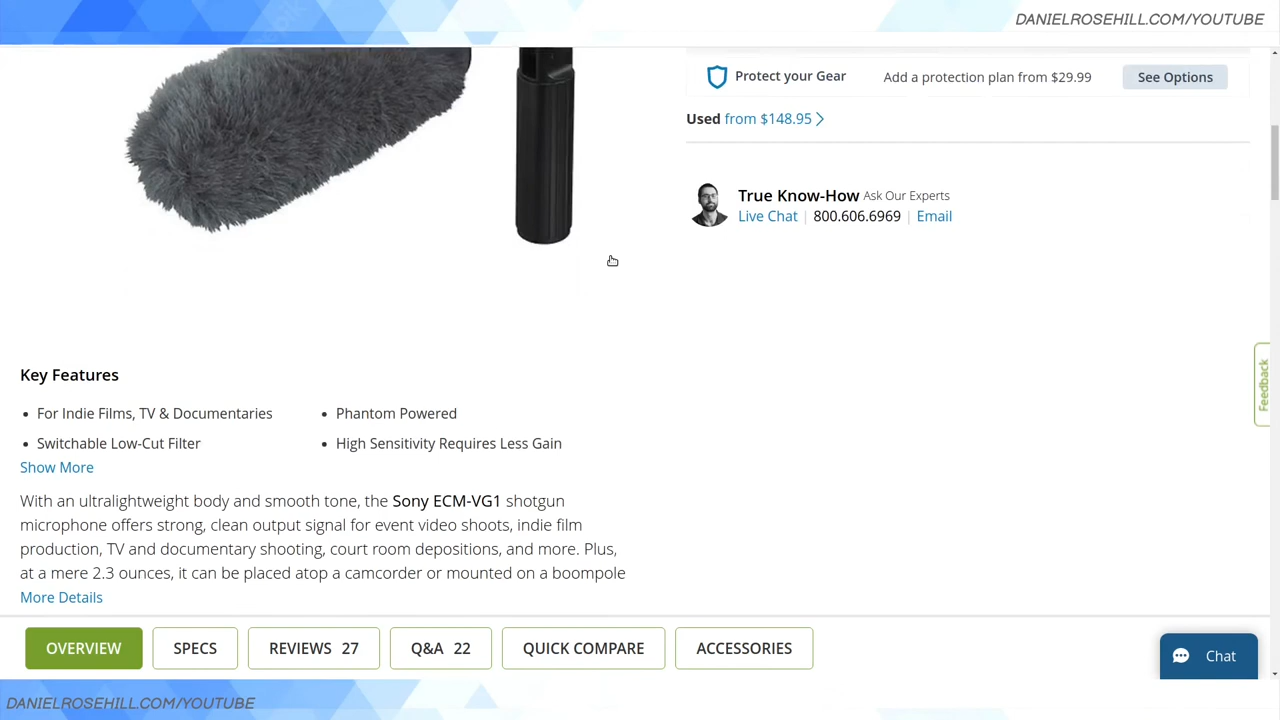 DANIELROSEHILL.COM/YOUTUBE
Protect your Gear Add a protection plan from $29.99 See Options
Used from $148.95
True Know-How Ask Our Experts
Live Chat | 800.606.6969 | Email
Feedback
Key Features
• For Indie Films, TV & Documentaries
• Phantom Powered
• Switchable Low-Cut Filter
• High Sensitivity Requires Less Gain
Show More
With an ultralightweight body and smooth tone, the Sony ECM-VG1 shotgun
microphone offers strong, clean output signal for event video shoots, indie film
production, TV and documentary shooting, court room depositions, and more. Plus,
at a mere 2.3 ounces, it can be placed atop a camcorder or mounted on a boompole
More Details
OVERVIEW SPECS REVIEWS 27 Q&A 22 QUICK COMPARE ACCESSORIES
Chat
DANIELROSEHILL.COM/YOUTUBE